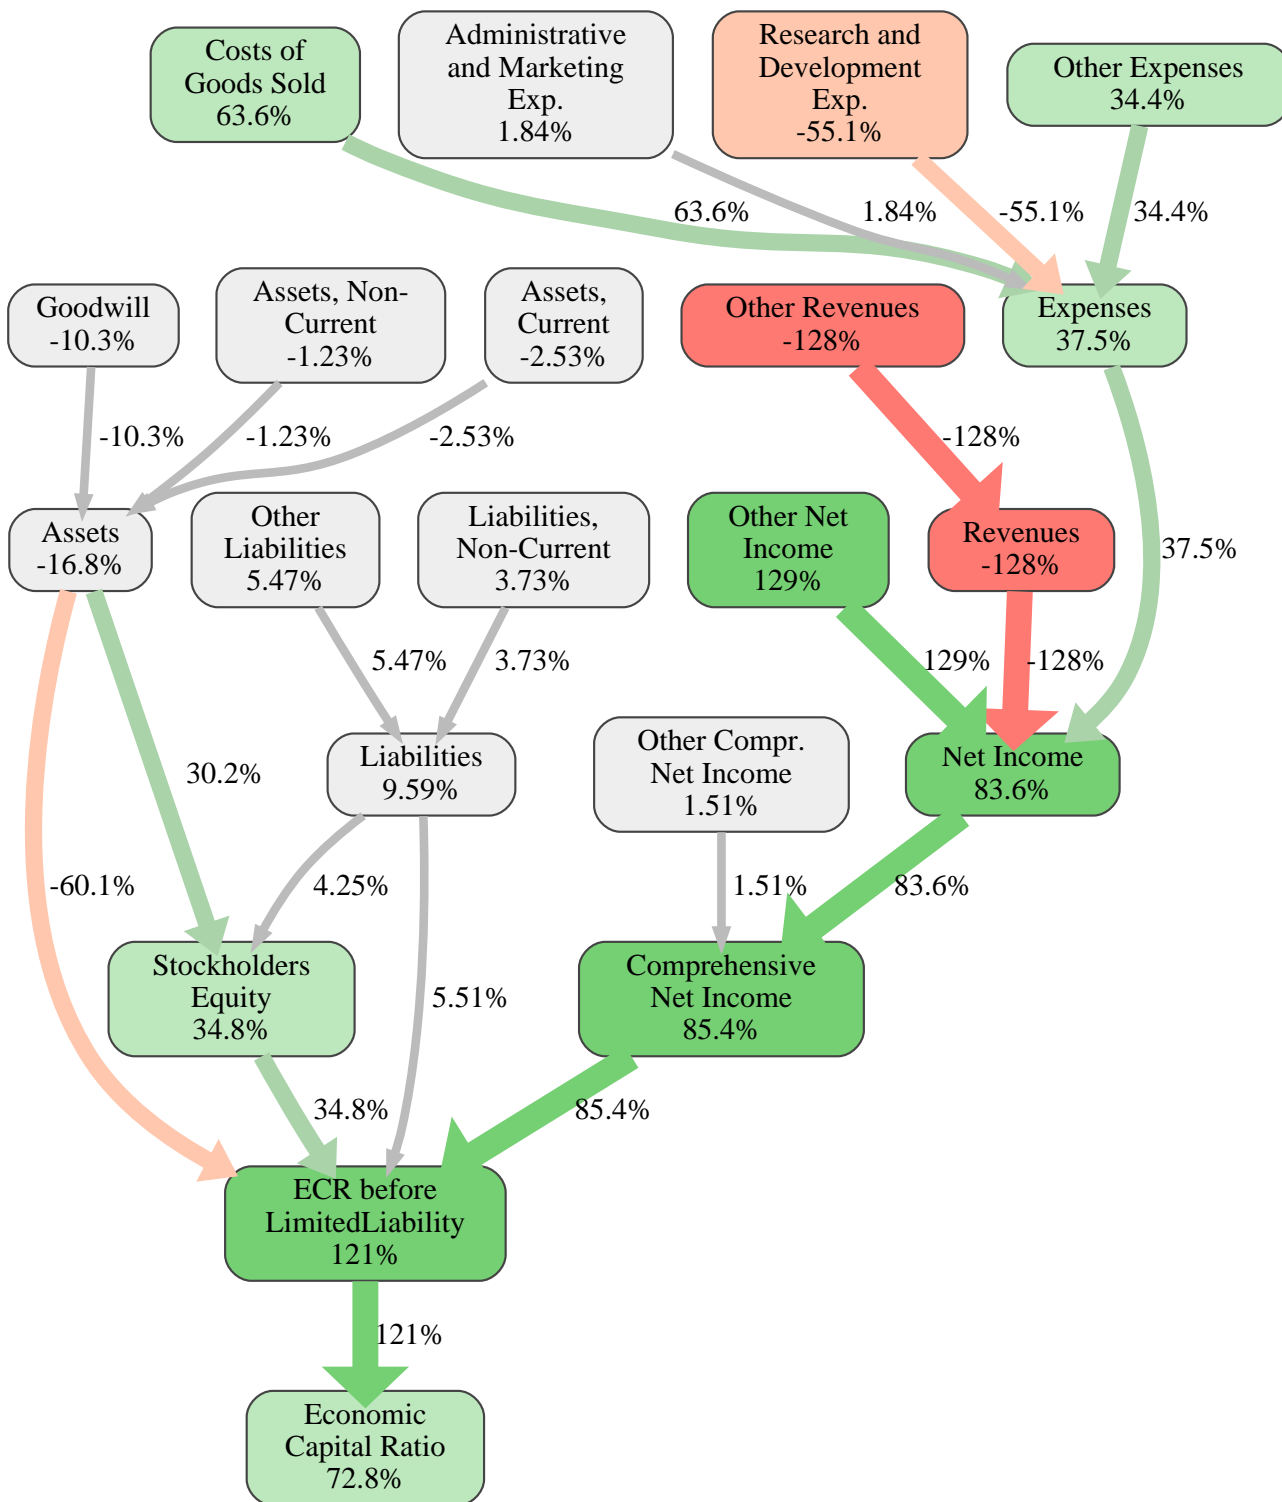 Costs of
Goods Sold
63.6%
Administrative
and Marketing
Exp.
1.84%
Research and
Development
Exp.
-55.1%
Other Expenses
34.4%
63.6%
1.84%
-55.1%
34.4%
Goodwill
-10.3%
Assets, Non-
Current
-1.23%
Assets,
Current
-2.53%
Other Revenues
-128%
Expenses
37.5%
-10.3%
-1.23%
-2.53%
-128%
Assets
-16.8%
Other
Liabilities
5.47%
Liabilities,
Non-Current
3.73%
Other Net
Income
129%
Revenues
-128%
37.5%
5.47%
3.73%
129%
-128%
30.2%
Liabilities
9.59%
Other Compr.
Net Income
1.51%
Net Income
83.6%
-60.1%
4.25%
1.51%
83.6%
Stockholders
Equity
34.8%
5.51%
Comprehensive
Net Income
85.4%
34.8%
85.4%
ECR before
LimitedLiability
121%
121%
Economic
Capital Ratio
72.8%